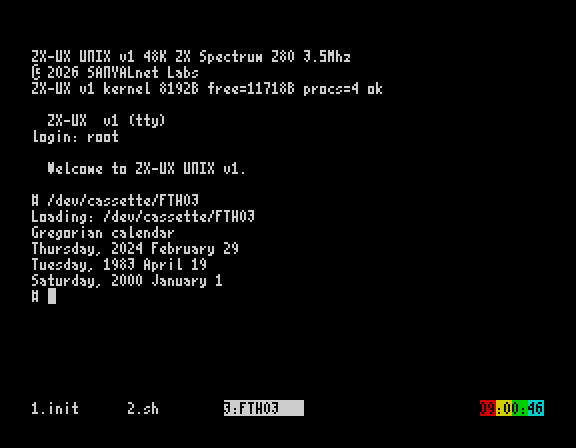 ZX-UX UNIX v1 48K ZX Spectrum Z80 3.5Mhz
© 2026 SANYALnet Labs
ZX-UX v1 kernel 8192B free=11718B procs=4 ok
ZX-UX v1 (tty)
login: root
Welcome to ZX-UX UNIX v1.
# /dev/cassette/FTH03
Loading: /dev/cassette/FTH03
Gregorian calendar
Thursday, 2024 February 29
Tuesday, 1983 April 19
Saturday, 2000 January 1
#
1.init 2.sh 3.FTH03 09:00:46